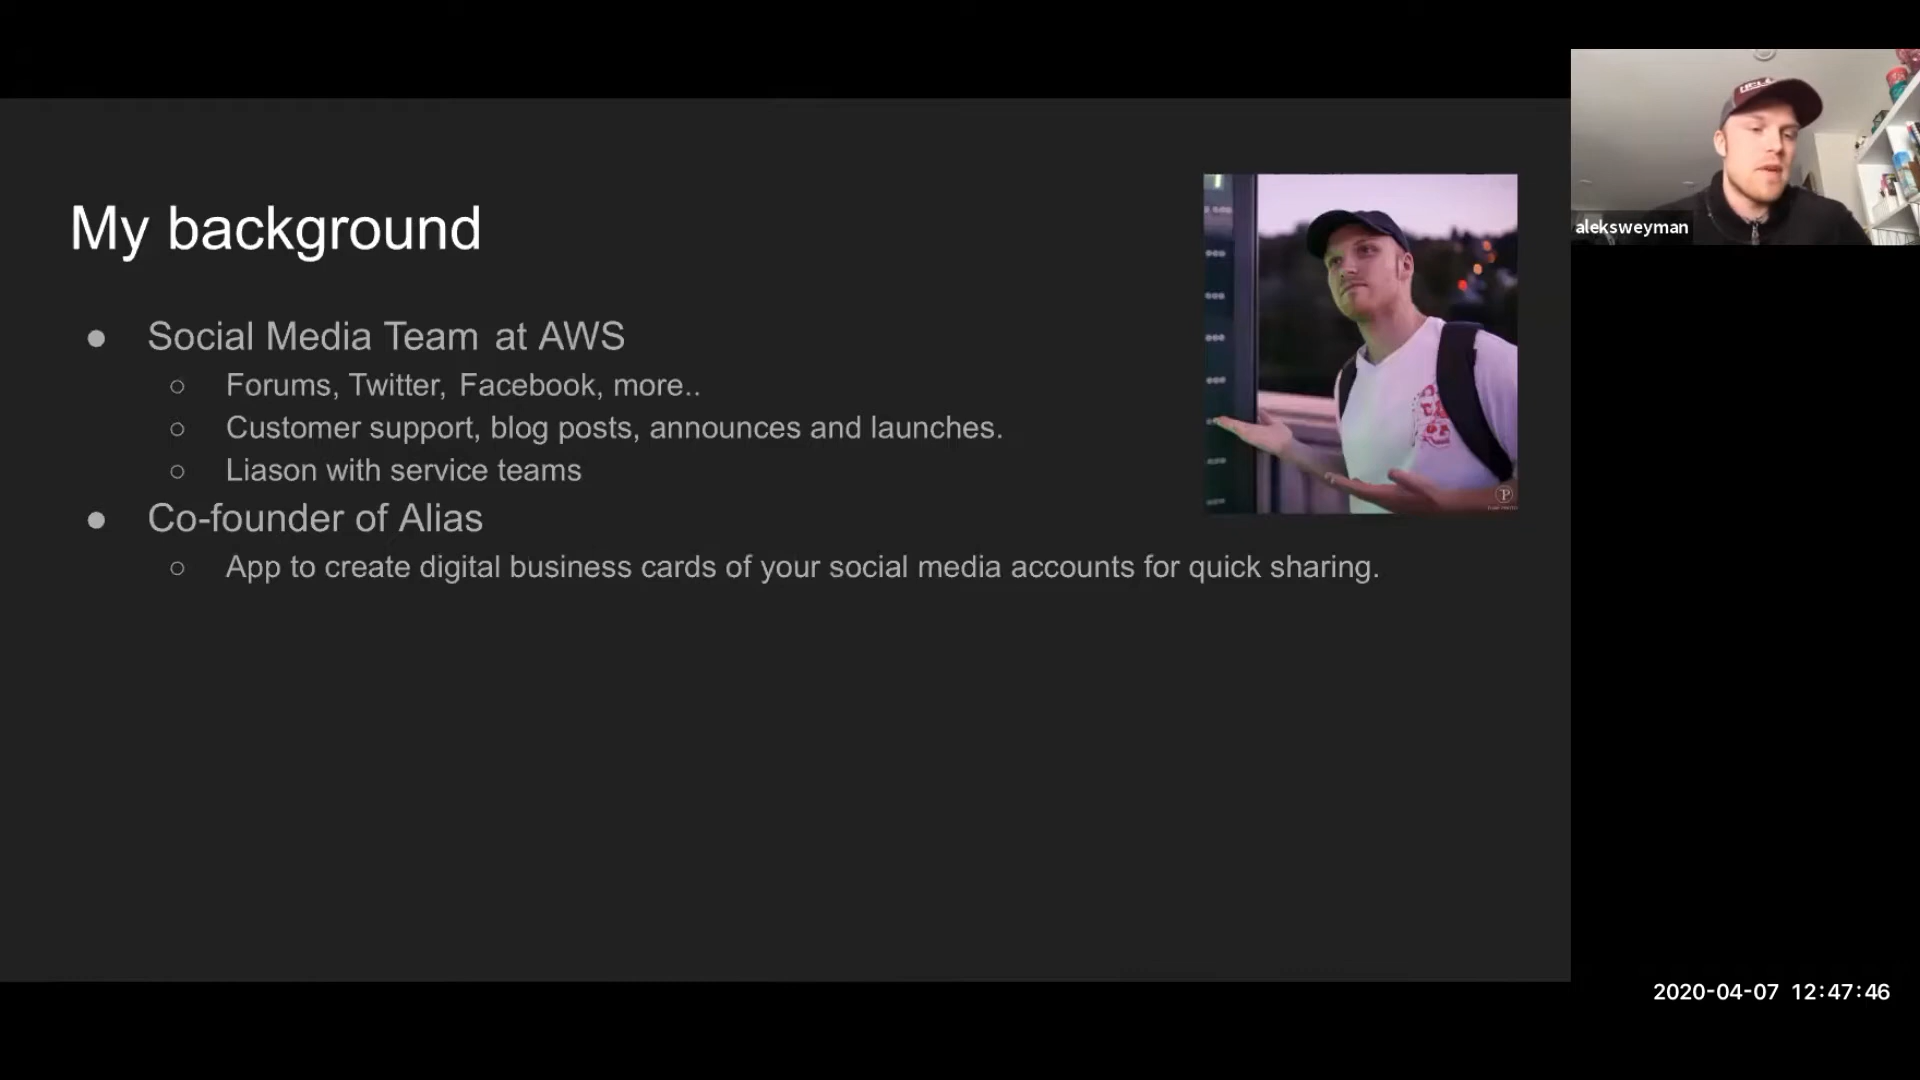 My background
● Social Media Team at AWS
○ Forums, Twitter, Facebook, more..
○ Customer support, blog posts, announces and launches.
○ Liason with service teams
● Co-founder of Alias
○ App to create digital business cards of your social media accounts for quick sharing.
aleksweyman
2020-04-07 12:47:46